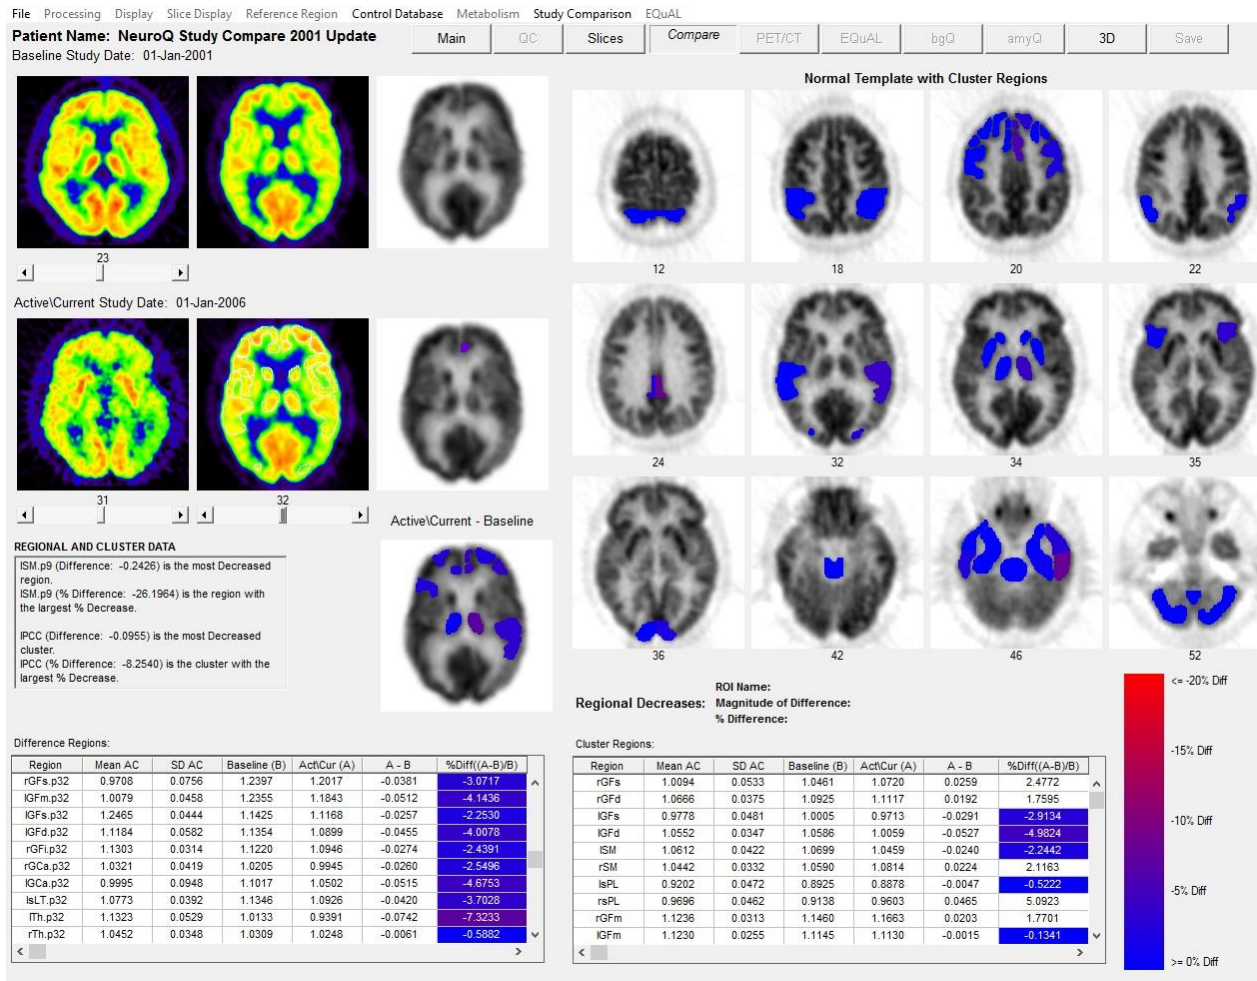 File Processing Display Slice Display Reference Region Control Database Metabolism Study Comparison EQuAL
Patient Name: NeuroQ Study Compare 2001 Update
Main QC Slices Compare PET/CT EQuAL bgQ amyQ 3D Save
Baseline Study Date: 01-Jan-2001
Normal Template with Cluster Regions
23
12 18 20 22
Active\Current Study Date: 01-Jan-2006
24 32 34 35
31 32
Active\Current - Baseline
REGIONAL AND CLUSTER DATA
lSM.p9 (Difference: -0.2426) is the most Decreased
region.
lSM.p9 (% Difference: -26.1964) is the region with
the largest % Decrease.
lPCC (Difference: -0.0955) is the most Decreased
cluster.
lPCC (% Difference: -8.2540) is the cluster with the
largest % Decrease.
36 42 46 52
Regional Decreases:
ROI Name:
Magnitude of Difference:
% Difference:
<= -20% Diff
-15% Diff
-10% Diff
-5% Diff
>= 0% Diff
Difference Regions:
Region Mean AC SD AC Baseline (B) Act\Cur (A) A - B %Diff((A-B)/B)
rGFs.p32 0.9708 0.0756 1.2397 1.2017 -0.0381 -3.0717
lGFm.p32 1.0079 0.0458 1.2355 1.1843 -0.0512 -4.1436
lGFs.p32 1.2465 0.0444 1.1425 1.1168 -0.0257 -2.2530
lGFd.p32 1.1184 0.0582 1.1354 1.0899 -0.0455 -4.0078
rGFi.p32 1.1303 0.0314 1.1220 1.0946 -0.0274 -2.4391
rGCa.p32 1.0321 0.0419 1.0205 0.9945 -0.0260 -2.5496
lGCa.p32 0.9995 0.0948 1.1017 1.0502 -0.0515 -4.6753
lsLT.p32 1.0773 0.0392 1.1346 1.0926 -0.0420 -3.7028
lTh.p32 1.1323 0.0529 1.0133 0.9391 -0.0742 -7.3233
rTh.p32 1.0452 0.0348 1.0309 1.0248 -0.0061 -0.5882
Cluster Regions:
Region Mean AC SD AC Baseline (B) Act\Cur (A) A - B %Diff((A-B)/B)
rGFs 1.0094 0.0533 1.0461 1.0720 0.0259 2.4772
rGFd 1.0666 0.0375 1.0925 1.1117 0.0192 1.7595
lGFs 0.9778 0.0481 1.0005 0.9713 -0.0291 -2.9134
lGFd 1.0552 0.0347 1.0586 1.0059 -0.0527 -4.9824
lSM 1.0612 0.0422 1.0699 1.0459 -0.0240 -2.2442
rSM 1.0442 0.0332 1.0590 1.0814 0.0224 2.1163
lsPL 0.9202 0.0472 0.8925 0.8878 -0.0047 -0.5222
rsPL 0.9696 0.0462 0.9138 0.9603 0.0465 5.0923
rGFm 1.1236 0.0313 1.1460 1.1663 0.0203 1.7701
lGFm 1.1230 0.0255 1.1145 1.1130 -0.0015 -0.1341